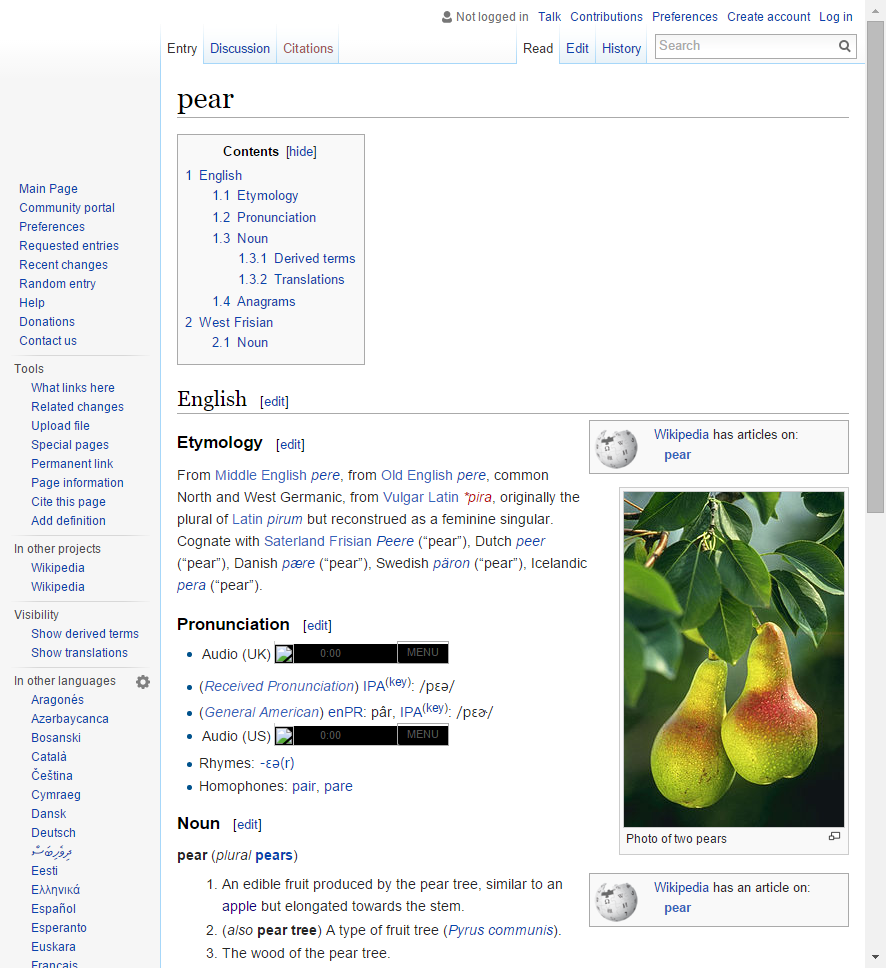 Not logged in Talk Contributions Preferences Create account Log in
Entry Discussion Citations Read Edit History Search
pear
Contents [hide]
1 English
1.1 Etymology
1.2 Pronunciation
1.3 Noun
1.3.1 Derived terms
1.3.2 Translations
1.4 Anagrams
2 West Frisian
2.1 Noun
Main Page
Community portal
Preferences
Requested entries
Recent changes
Random entry
Help
Donations
Contact us
Tools
What links here
Related changes
Upload file
Special pages
Permanent link
Page information
Cite this page
Add definition
In other projects
Wikipedia
Wikipedia
Visibility
Show derived terms
Show translations
In other languages
Aragonés
Azərbaycanca
Bosanski
Català
Čeština
Cymraeg
Dansk
Deutsch
ދިވެހިބަސް
Eesti
Ελληνικά
Español
Esperanto
Euskara
Français
English [edit]
Wikipedia has articles on:
pear
Etymology [edit]
From Middle English pere, from Old English pere, common
North and West Germanic, from Vulgar Latin *pira, originally the
plural of Latin pirum but reconstrued as a feminine singular.
Cognate with Saterland Frisian Peere (“pear”), Dutch peer
(“pear”), Danish pære (“pear”), Swedish päron (“pear”), Icelandic
pera (“pear”).
Photo of two pears
Pronunciation [edit]
Audio (UK) 0:00 MENU
(Received Pronunciation) IPA(key): /pɛə/
(General American) enPR: pâr, IPA(key): /pɛɚ/
Audio (US) 0:00 MENU
Rhymes: -ɛə(r)
Homophones: pair, pare
Noun [edit]
pear (plural pears)
1. An edible fruit produced by the pear tree, similar to an
apple but elongated towards the stem.
2. (also pear tree) A type of fruit tree (Pyrus communis).
3. The wood of the pear tree.
Wikipedia has an article on:
pear